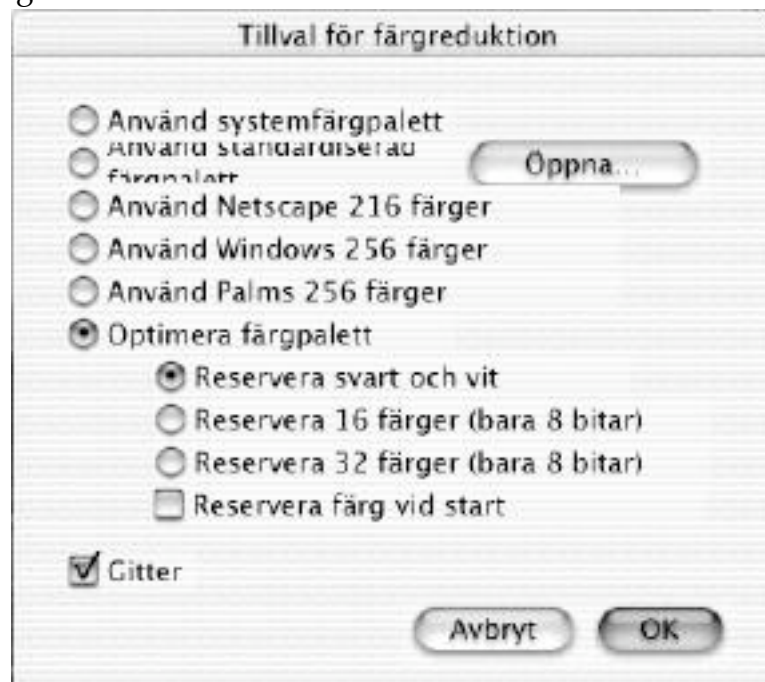 Tillval för färgreduktion
Använd systemfärgpalett
Använd standardiserad
färgpalett
Öppna...
Använd Netscape 216 färger
Använd Windows 256 färger
Använd Palms 256 färger
Optimera färgpalett
Reservera svart och vit
Reservera 16 färger (bara 8 bitar)
Reservera 32 färger (bara 8 bitar)
Reservera färg vid start
Gitter
Avbryt
OK